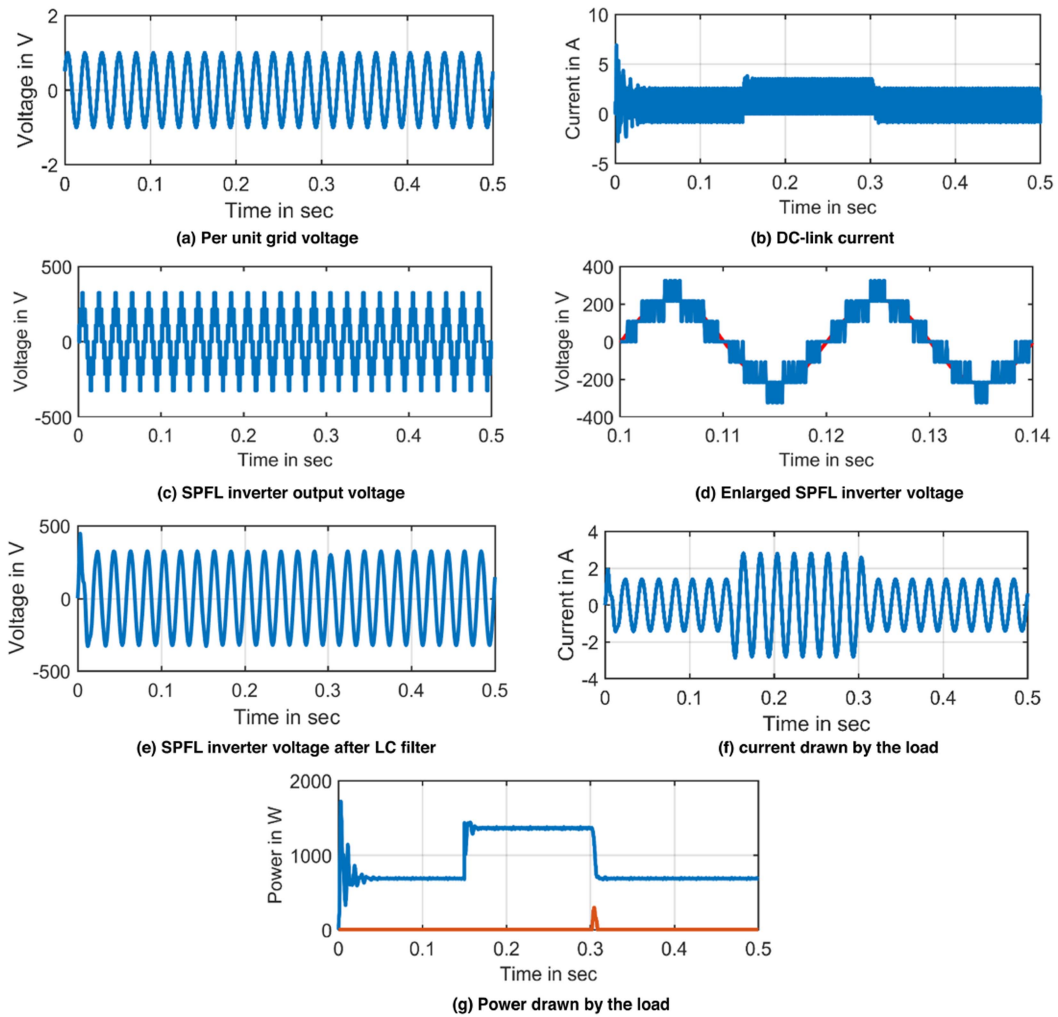 2
0
-2
Voltage in V
0 0.1 0.2 0.3 0.4 0.5
Time in sec
(a) Per unit grid voltage
10
5
0
-5
Current in A
0 0.1 0.2 0.3 0.4 0.5
Time in sec
(b) DC-link current
500
0
-500
Voltage in V
0 0.1 0.2 0.3 0.4 0.5
Time in sec
(c) SPFL inverter output voltage
400
200
0
-200
-400
Voltage in V
0.1 0.11 0.12 0.13 0.14
Time in sec
(d) Enlarged SPFL inverter voltage
500
0
-500
Voltage in V
0 0.1 0.2 0.3 0.4 0.5
Time in sec
(e) SPFL inverter voltage after LC filter
4
2
0
-2
-4
Current in A
0 0.1 0.2 0.3 0.4 0.5
Time in sec
(f) current drawn by the load
2000
1000
0
Power in W
0 0.1 0.2 0.3 0.4 0.5
Time in sec
(g) Power drawn by the load